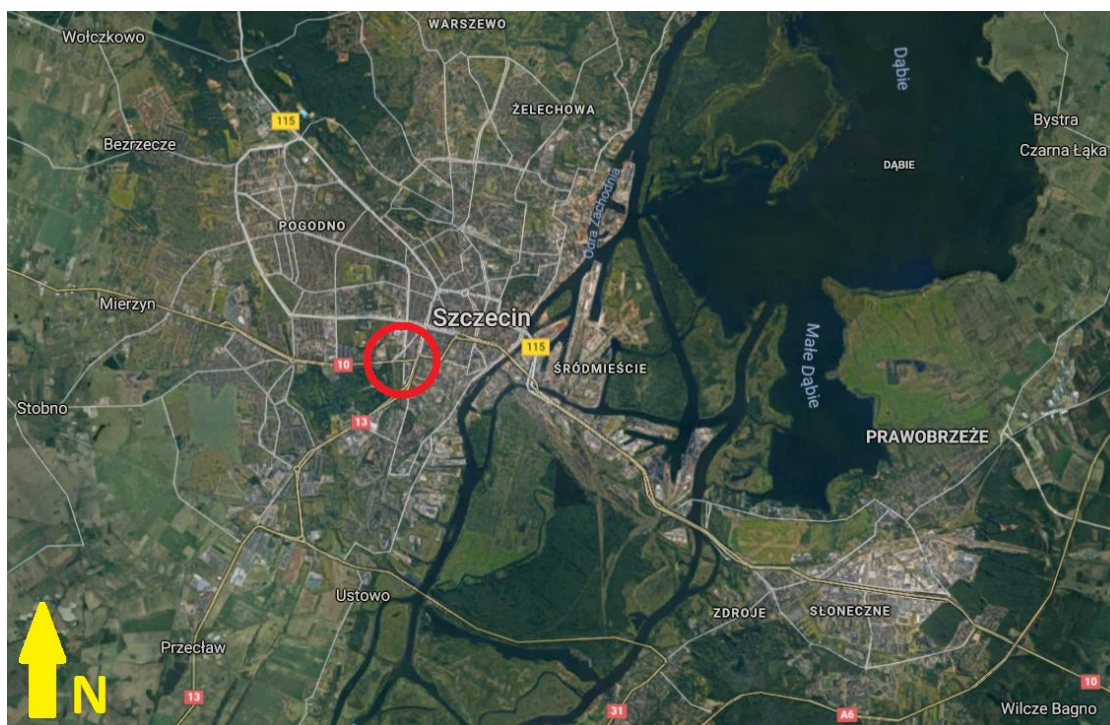 WARSZEWO
Wołczkowo
Dąbie
ŻELECHOWA
115
Bystra
Bezrzecze
Czarna Łąka
DĄBIE
Odra Zachodnia
POGODNO
Mierzyn
Szczecin
115
Małe Dąbie
10
ŚRÓDMIEŚCIE
Stobno
13
PRAWOBRZEŻE
Ustowo
ZDROJE
SŁONECZNE
Przecław
10
N
13
31
A6
Wilcze Bagno